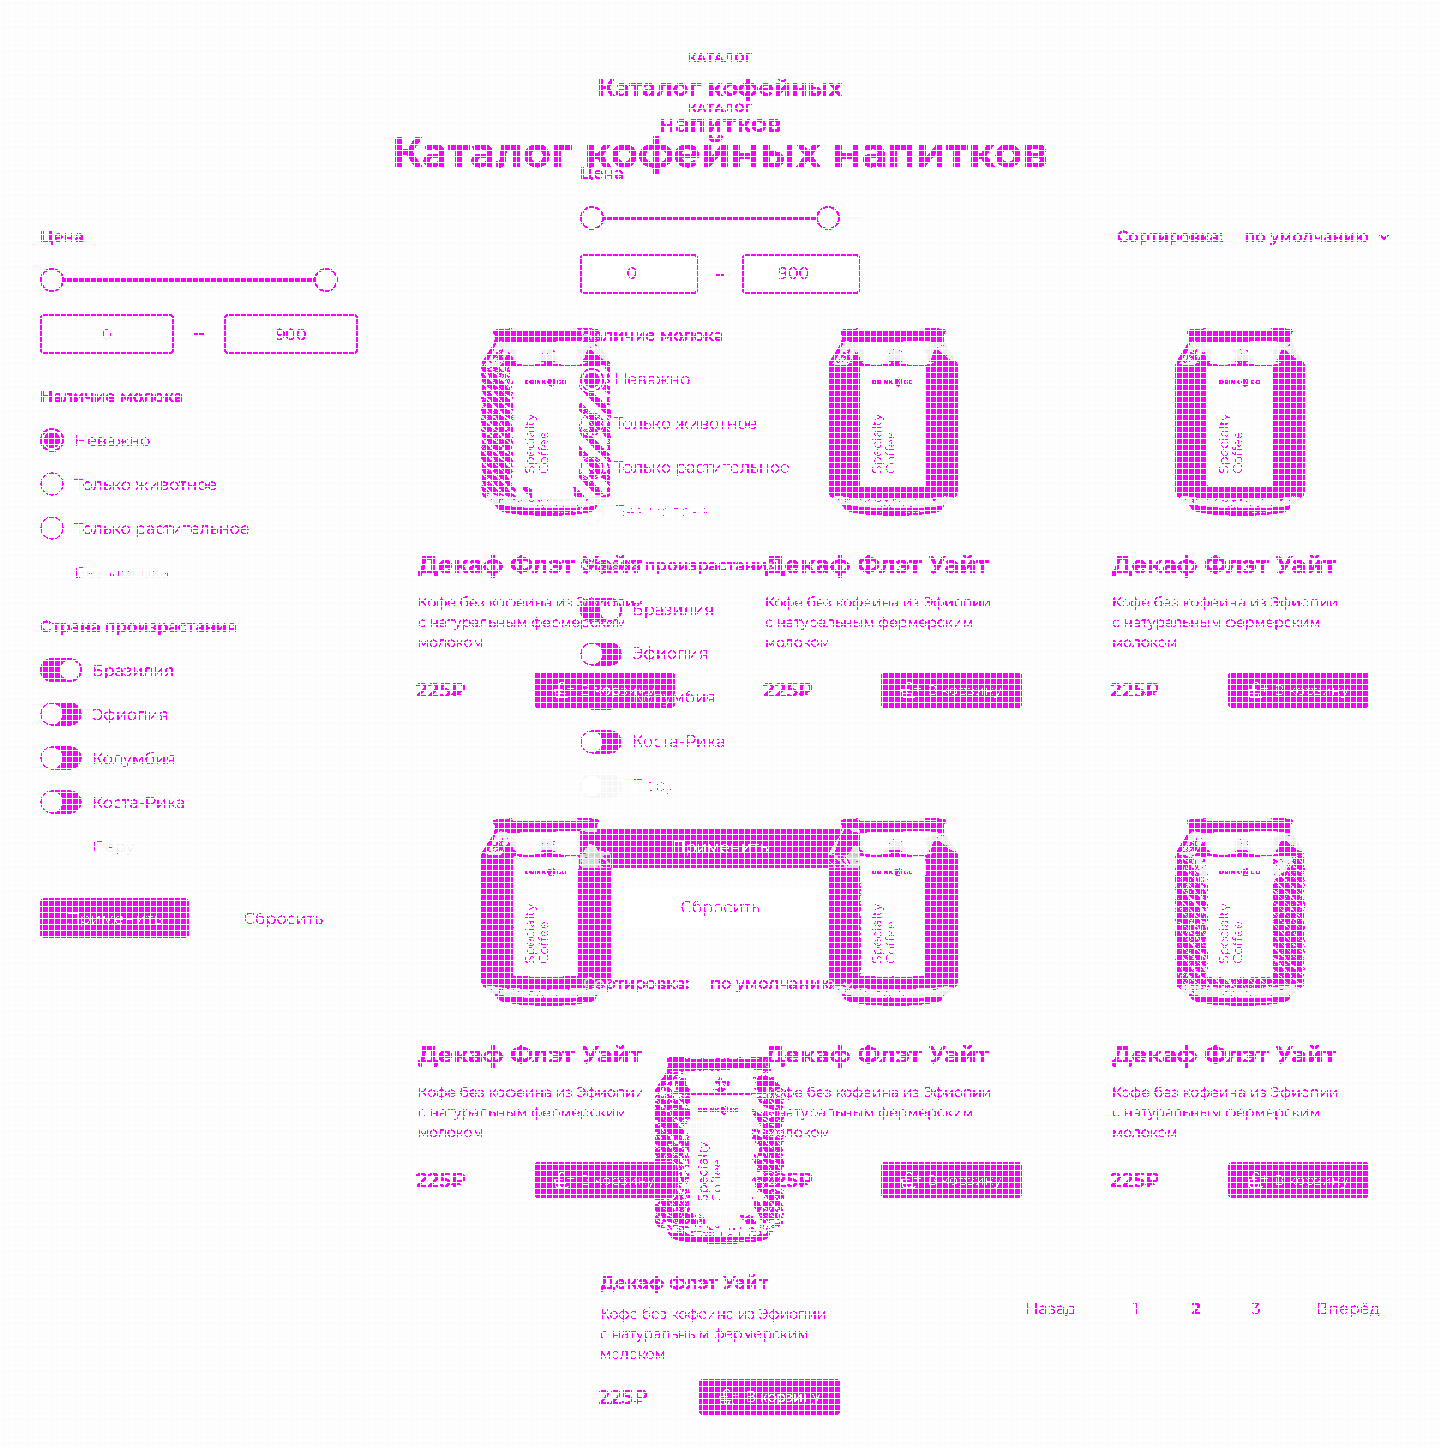 КАТАЛОГ
Каталог кофейных
КАТАЛОГ
напитков
Каталог кофейных напитков
Цена
Цена
Сортировка: по умолчанию
0 – 900
0 – 900
Наличие молока
Неважно
Только животное
Только растительное
Наличие молока
Неважно
Только животное
Только растительное
Страна произрастания
Бразилия
Эфиопия
Колумбия
Коста-Рика
Перу
Применить
Сбросить
Бразилия
Эфиопия
Коста-Рика
Применить
Сбросить
по умолчанию
DRINK2GO
Specialty
Coffee
DRINK2GO
Specialty
Coffee
DRINK2GO
Specialty
Coffee
Декаф Флэт Уайт
Кофе без кофеина из Эфиопии
с натуральным фермерским
молоком
225₽
В корзину
Декаф Флэт Уайт
Кофе без кофеина из Эфиопии
с натуральным фермерским
молоком
225₽
В корзину
Декаф Флэт Уайт
Кофе без кофеина из Эфиопии
с натуральным фермерским
молоком
225₽
В корзину
DRINK2GO
Specialty
Coffee
DRINK2GO
Specialty
Coffee
DRINK2GO
Specialty
Coffee
Декаф Флэт Уайт
Кофе без кофеина из Эфиопии
с натуральным фермерским
молоком
225₽
В корзину
Декаф Флэт Уайт
Кофе без кофеина из Эфиопии
с натуральным фермерским
молоком
225₽
В корзину
Декаф Флэт Уайт
Кофе без кофеина из Эфиопии
с натуральным фермерским
молоком
225₽
В корзину
DRINK2GO
Specialty
Coffee
Декаф Флэт Уайт
Кофе без кофеина из Эфиопии
с натуральным фермерским
молоком
225₽
В корзину
Назад 1 2 3 Вперёд